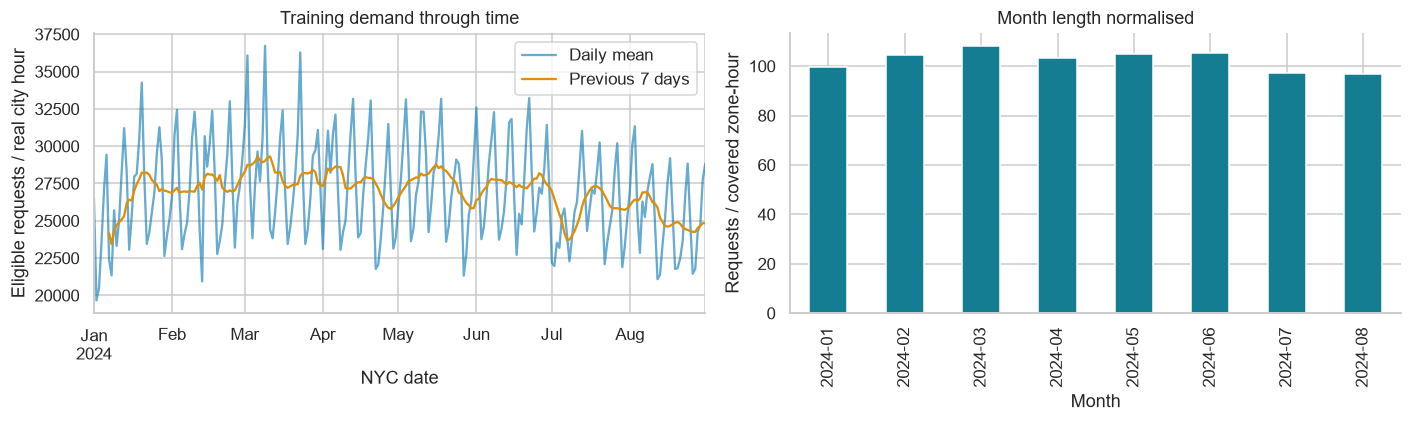 Training demand through time
Eligible requests / real city hour
37500
35000
32500
30000
27500
25000
22500
20000
Daily mean
Previous 7 days
Jan
2024
Feb
Mar
Apr
May
Jun
Jul
Aug
NYC date
Month length normalised
Requests / covered zone-hour
100
80
60
40
20
0
2024-01
2024-02
2024-03
2024-04
2024-05
2024-06
2024-07
2024-08
Month